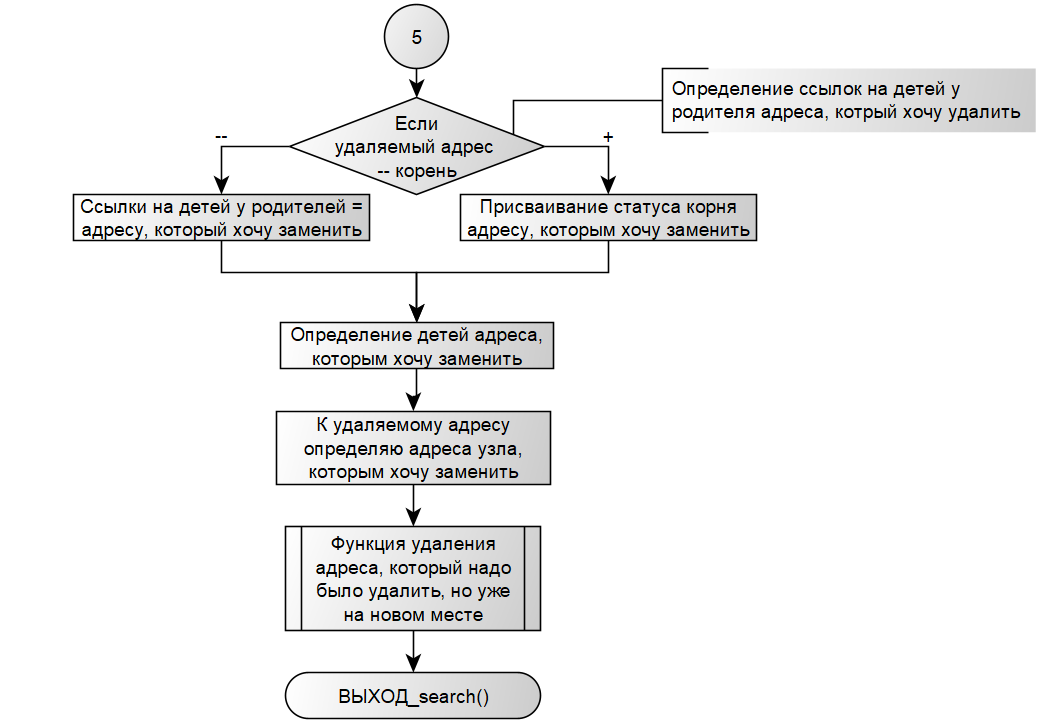 5
Определение ссылок на детей у
родителя адреса, котрый хочу удалить
Если
удаляемый адрес
-- корень
--
+
Ссылки на детей у родителей =
адресу, который хочу заменить
Присваивание статуса корня
адресу, которым хочу заменить
Определение детей адреса,
которым хочу заменить
К удаляемому адресу
определяю адреса узла,
которым хочу заменить
Функция удаления
адреса, который надо
было удалить, но уже
на новом месте
ВЫХОД_search()